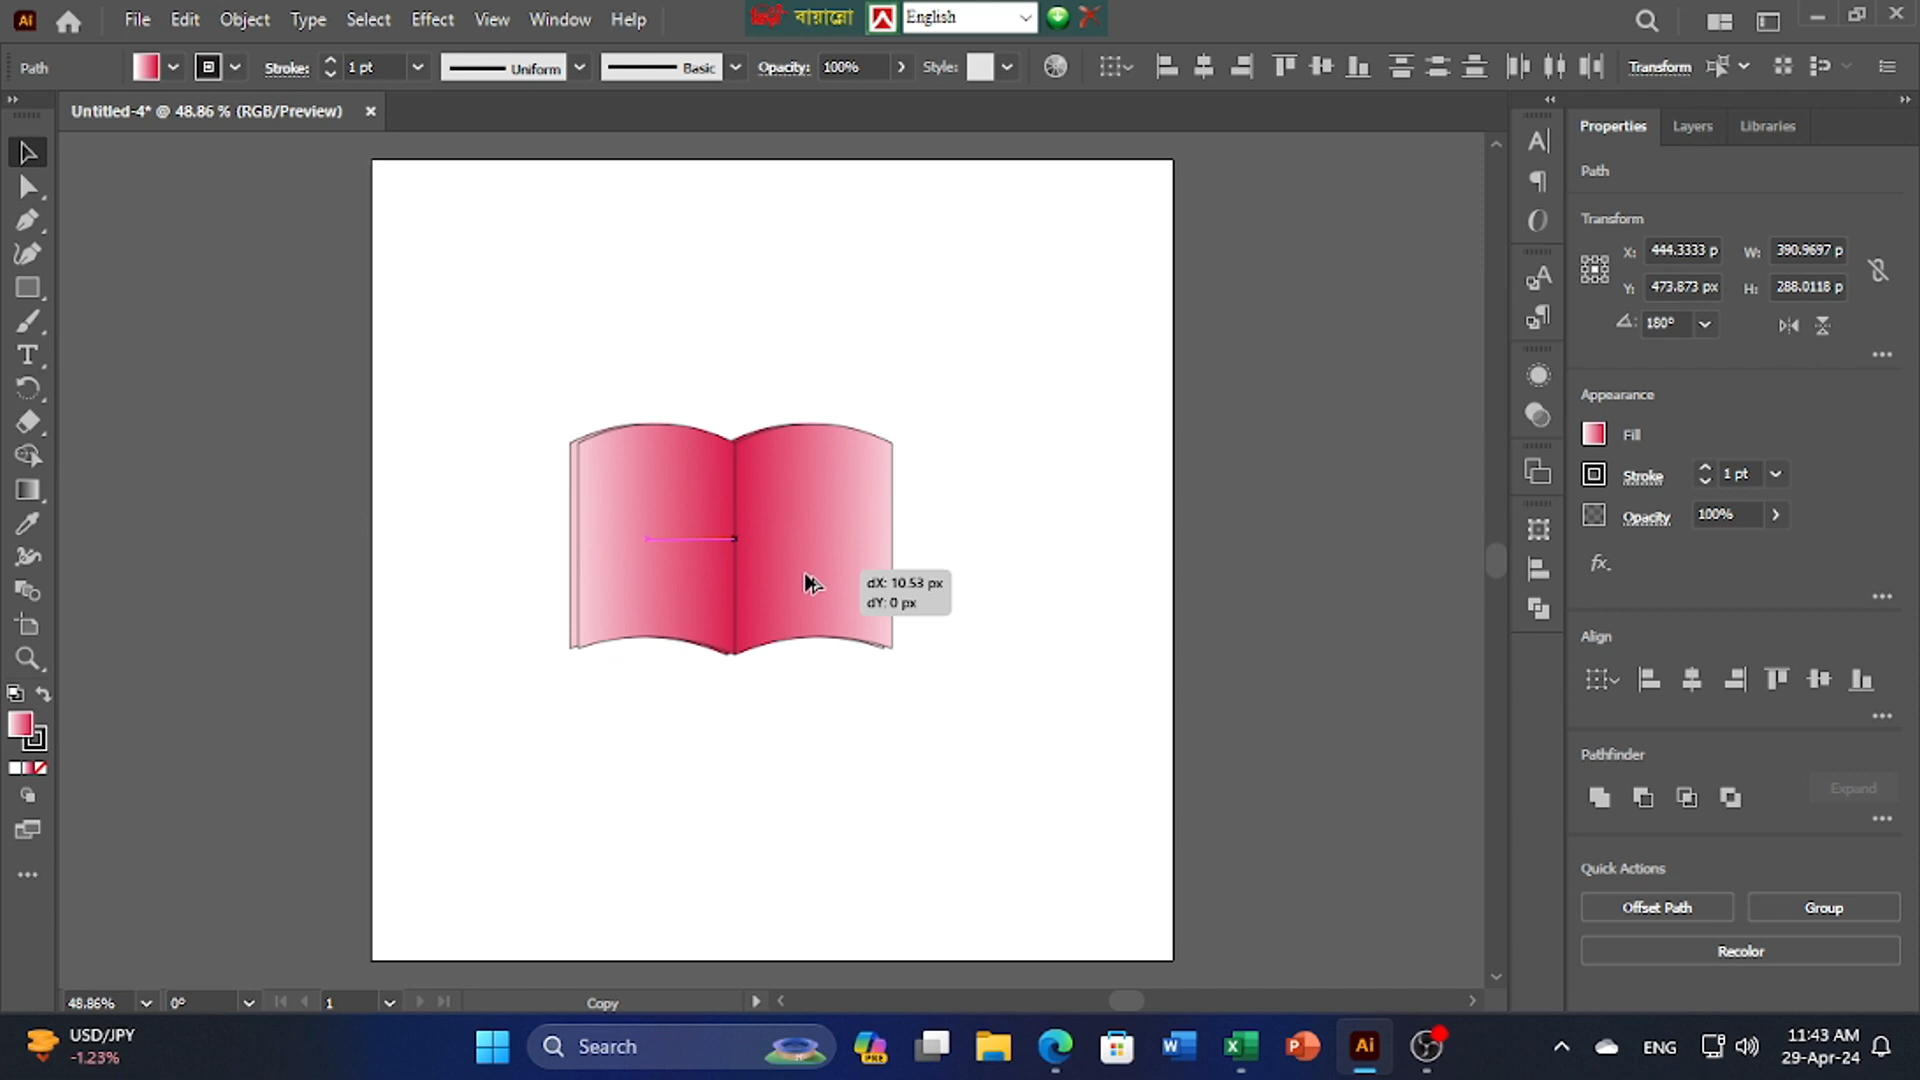 Ai File Edit Object Type Select Effect View Window Help বায়ান্নো English
Path Stroke: 1 pt Uniform Basic Opacity: 100% Style: Transform
Untitled-4* @ 48.86 % (RGB/Preview) ×
Properties Layers Libraries
Path
Transform
X: 444.3333 p W: 390.9697 p
Y: 473.873 px H: 288.0118 p
180°
Appearance
Fill
Stroke 1 pt
Opacity 100%
fx.
dX: 10.53 px
dY: 0 px
Align
Pathfinder
Expand
Quick Actions
Offset Path Group
Recolor
48.86% 0° 1 Copy
USD/JPY
-1.23%
Search
PRE
Ai
ENG
11:43 AM
29-Apr-24